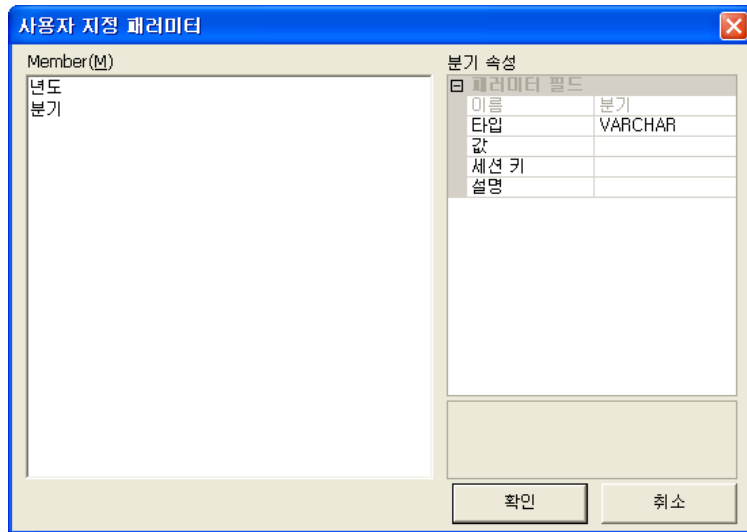 사용자 지정 패러미터
Member(M)
년도
분기
분기 속성
패러미터 필드
이름 분기
타입 VARCHAR
값
세션 키
설명
확인 취소